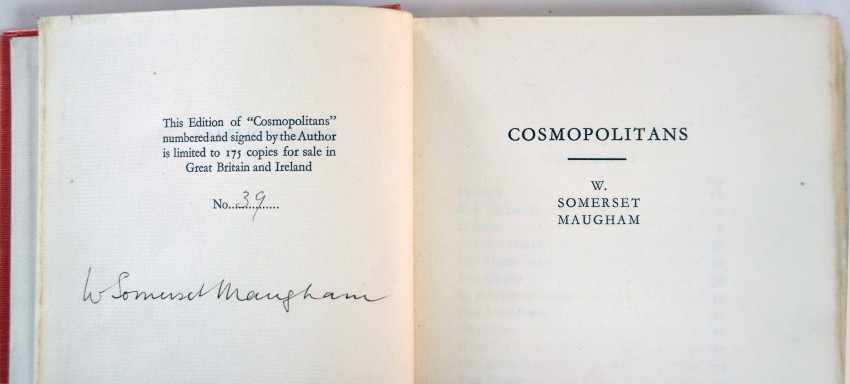 This Edition of "Cosmopolitans"
numbered and signed by the Author
is limited to 175 copies for sale in
Great Britain and Ireland
No...39......
W Somerset Maugham
COSMOPOLITANS
W.
SOMERSET
MAUGHAM